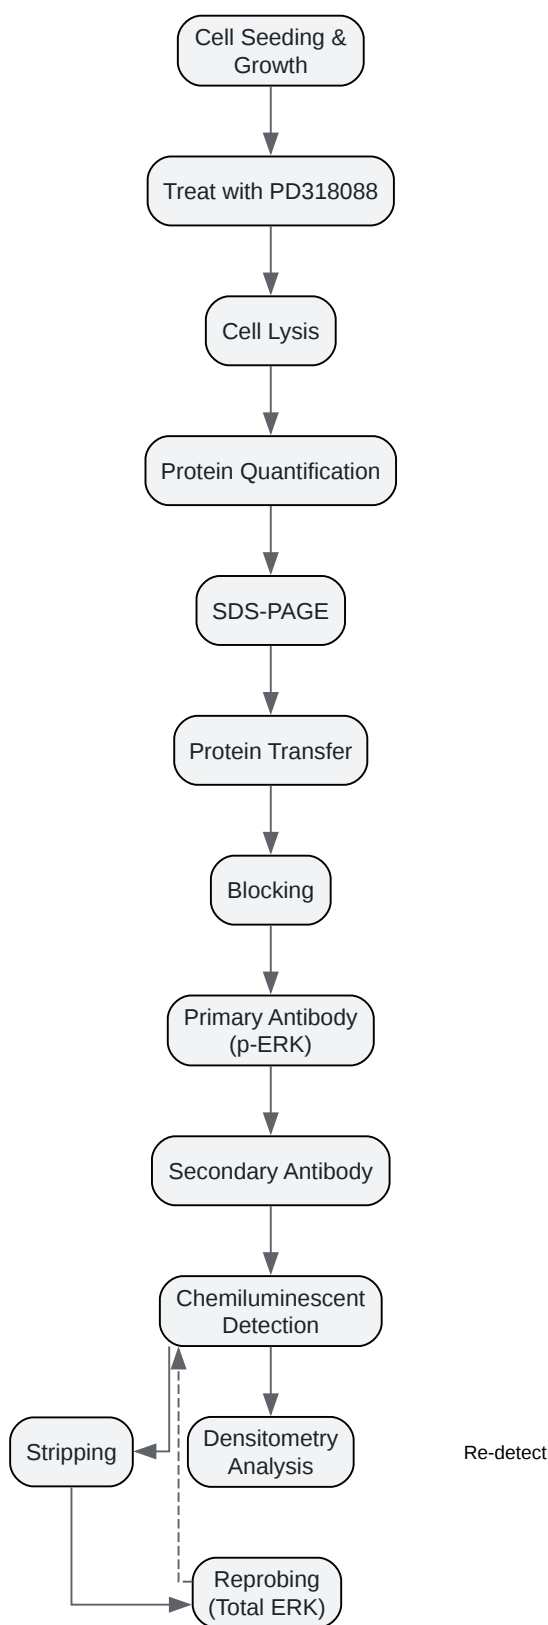 Cell Seeding &
Growth
Treat with PD318088
Cell Lysis
Protein Quantification
SDS-PAGE
Protein Transfer
Blocking
Primary Antibody
(p-ERK)
Secondary Antibody
Chemiluminescent
Detection
Stripping
Densitometry
Analysis
Re-detect
Reprobing
(Total ERK)